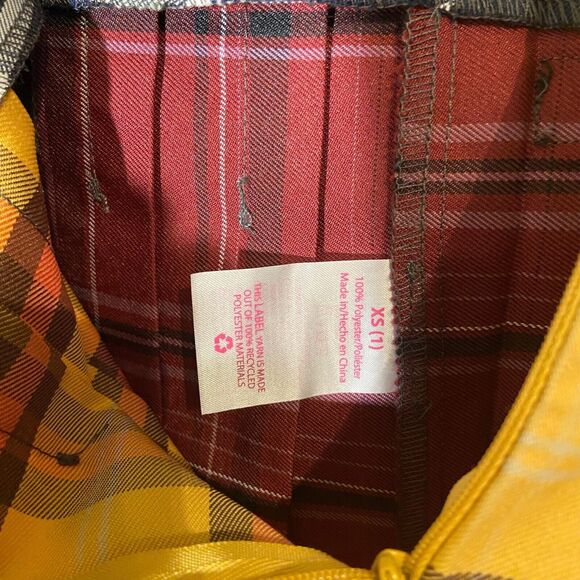 XS (1)
100% Polyester/Poliéster
Made in/Hecho en China
THIS LABEL YARN IS MADE
OUT OF 100% RECYCLED
POLYESTER MATERIALS